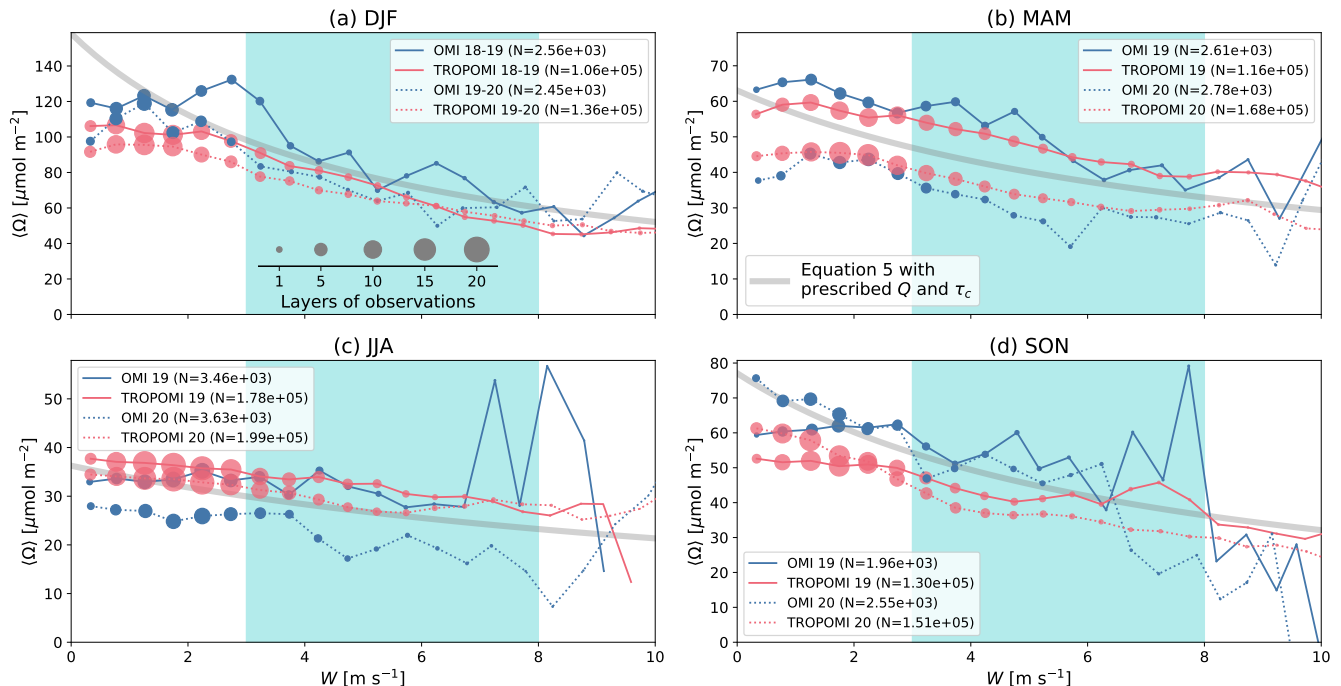 (a) DJF
⟨Ω⟩ [μmol m⁻²]
140
120
100
80
60
40
20
0
OMI 18-19 (N=2.56e+03)
TROPOMI 18-19 (N=1.06e+05)
OMI 19-20 (N=2.45e+03)
TROPOMI 19-20 (N=1.36e+05)
1 5 10 15 20
Layers of observations
0 2 4 6 8 10
(b) MAM
⟨Ω⟩ [μmol m⁻²]
70
60
50
40
30
20
10
0
OMI 19 (N=2.61e+03)
TROPOMI 19 (N=1.16e+05)
OMI 20 (N=2.78e+03)
TROPOMI 20 (N=1.68e+05)
Equation 5 with
prescribed Q and τc
0 2 4 6 8 10
(c) JJA
⟨Ω⟩ [μmol m⁻²]
50
40
30
20
10
0
OMI 19 (N=3.46e+03)
TROPOMI 19 (N=1.78e+05)
OMI 20 (N=3.63e+03)
TROPOMI 20 (N=1.99e+05)
0 2 4 6 8 10
W [m s⁻¹]
(d) SON
⟨Ω⟩ [μmol m⁻²]
80
70
60
50
40
30
20
10
0
OMI 19 (N=1.96e+03)
TROPOMI 19 (N=1.30e+05)
OMI 20 (N=2.55e+03)
TROPOMI 20 (N=1.51e+05)
0 2 4 6 8 10
W [m s⁻¹]